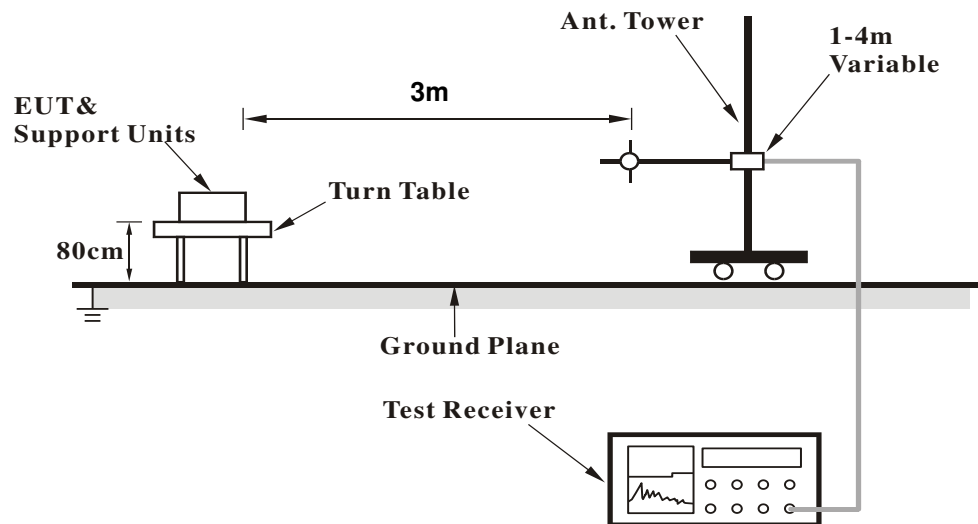 Ant. Tower
1-4m
Variable
3m
EUT&
Support Units
Turn Table
80cm
Ground Plane
Test Receiver